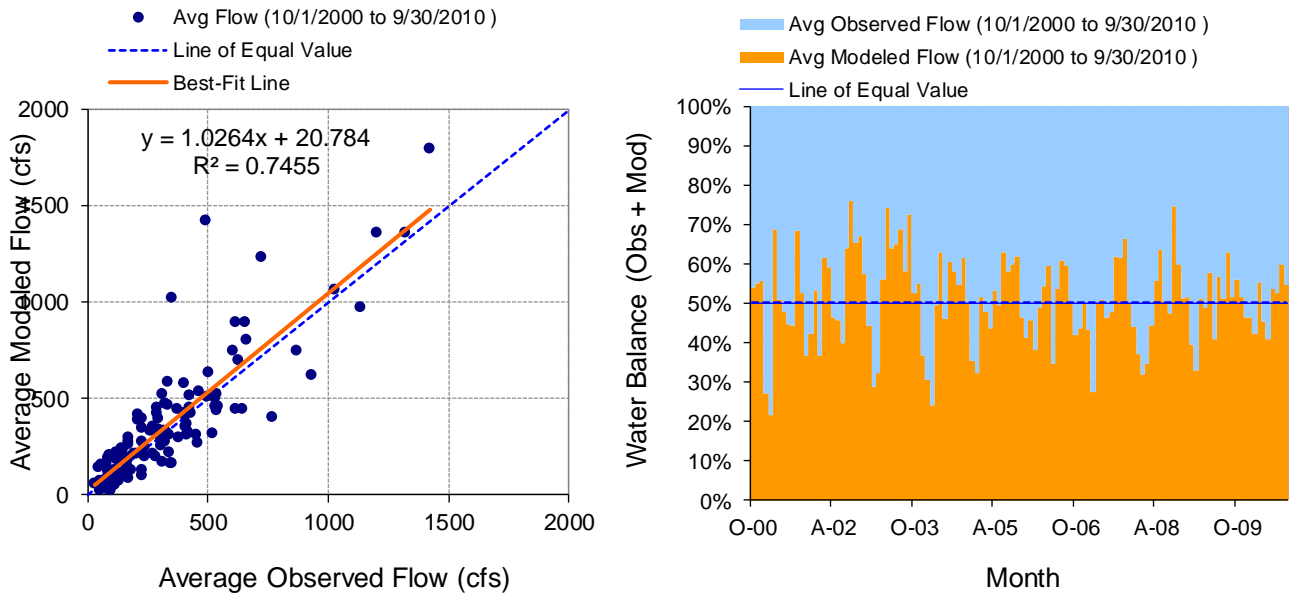 Avg Flow (10/1/2000 to 9/30/2010 )
Line of Equal Value
Best-Fit Line
2000
1500
1000
500
0
y = 1.0264x + 20.784
R² = 0.7455
Average Modeled Flow (cfs)
0 500 1000 1500 2000
Average Observed Flow (cfs)
Avg Observed Flow (10/1/2000 to 9/30/2010 )
Avg Modeled Flow (10/1/2000 to 9/30/2010 )
Line of Equal Value
100%
90%
80%
70%
60%
50%
40%
30%
20%
10%
0%
Water Balance (Obs + Mod)
O-00 A-02 O-03 A-05 O-06 A-08 O-09
Month